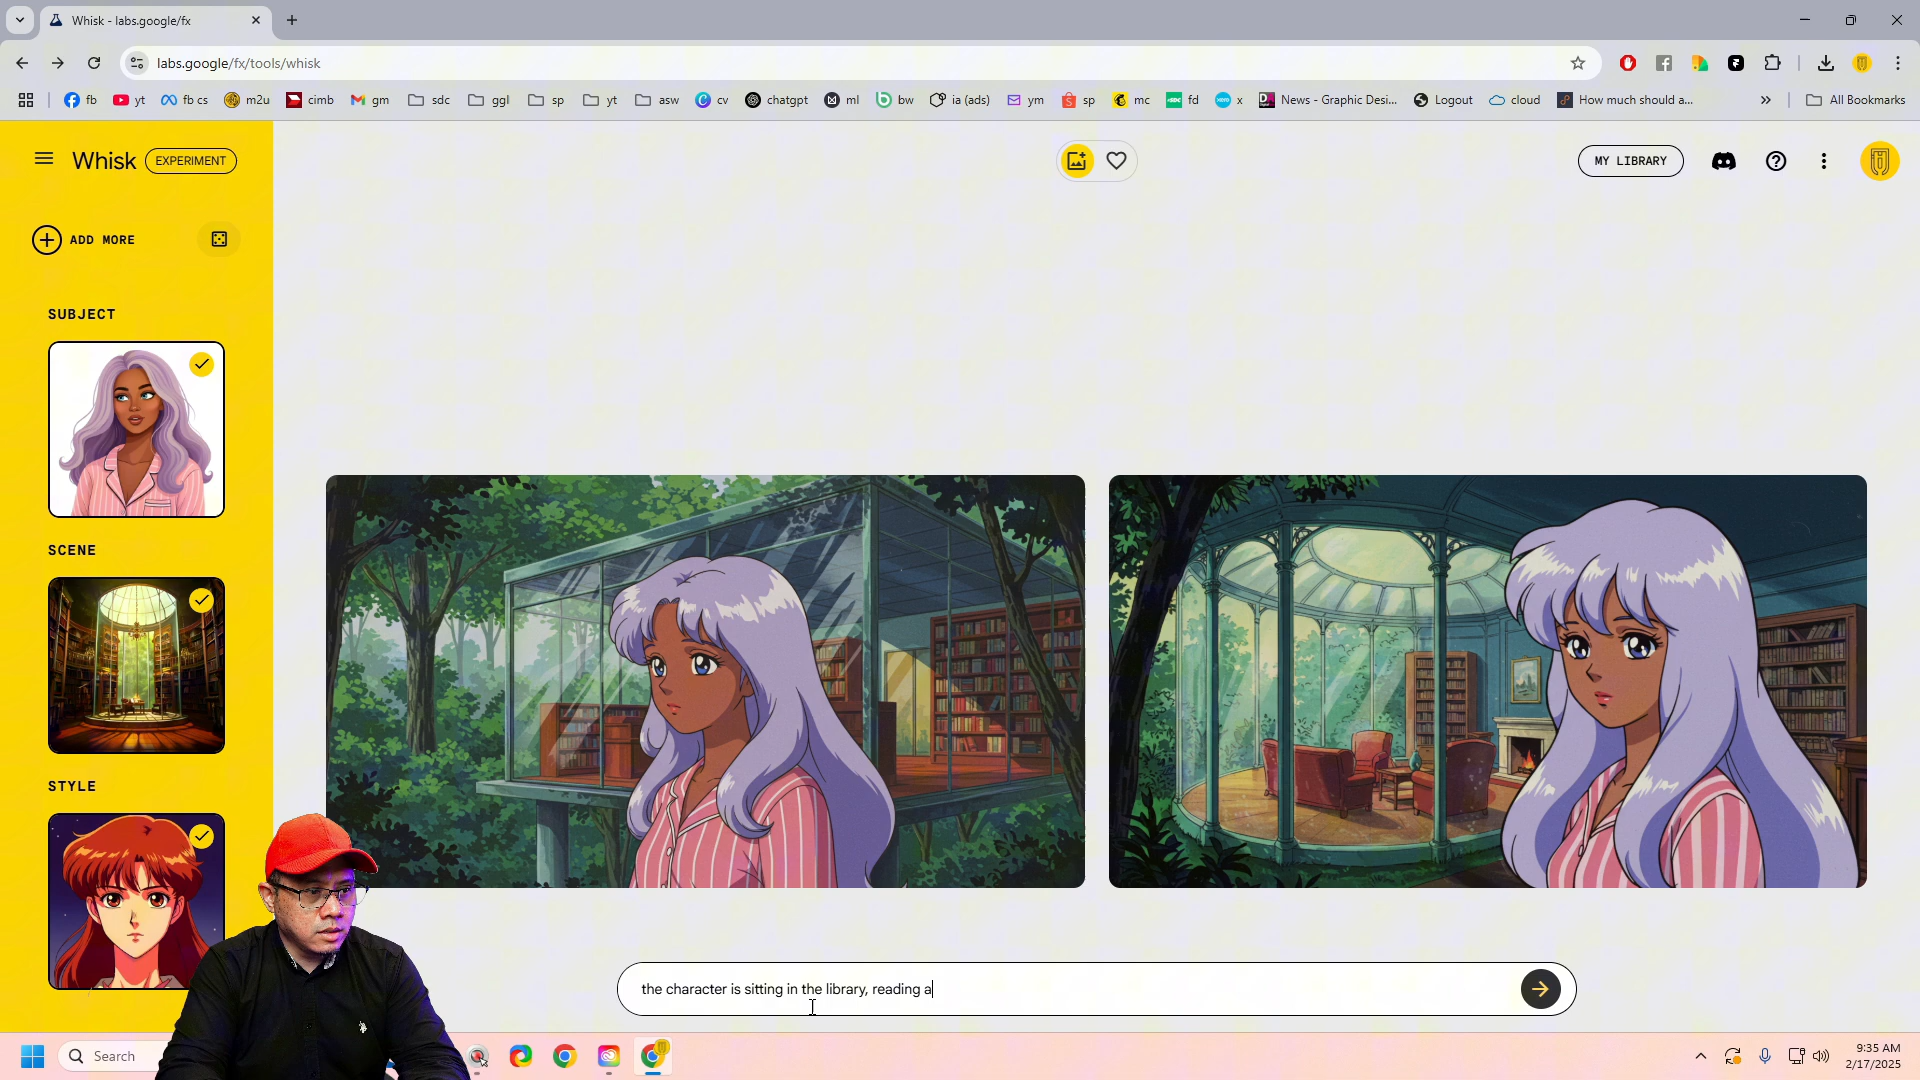 Whisk - labs.google/fx
labs.google/fx/tools/whisk
fb
yt
fb cs
m2u
cimb
gm
sdc
ggl
sp
yt
asw
cv
chatgpt
ml
bw
ia (ads)
ym
sp
mc
fd
x
News - Graphic Desi...
Logout
cloud
How much should a...
All Bookmarks
Whisk
EXPERIMENT
MY LIBRARY
ADD MORE
SUBJECT
SCENE
STYLE
the character is sitting in the library, reading a
Search
9:35 AM
2/17/2025